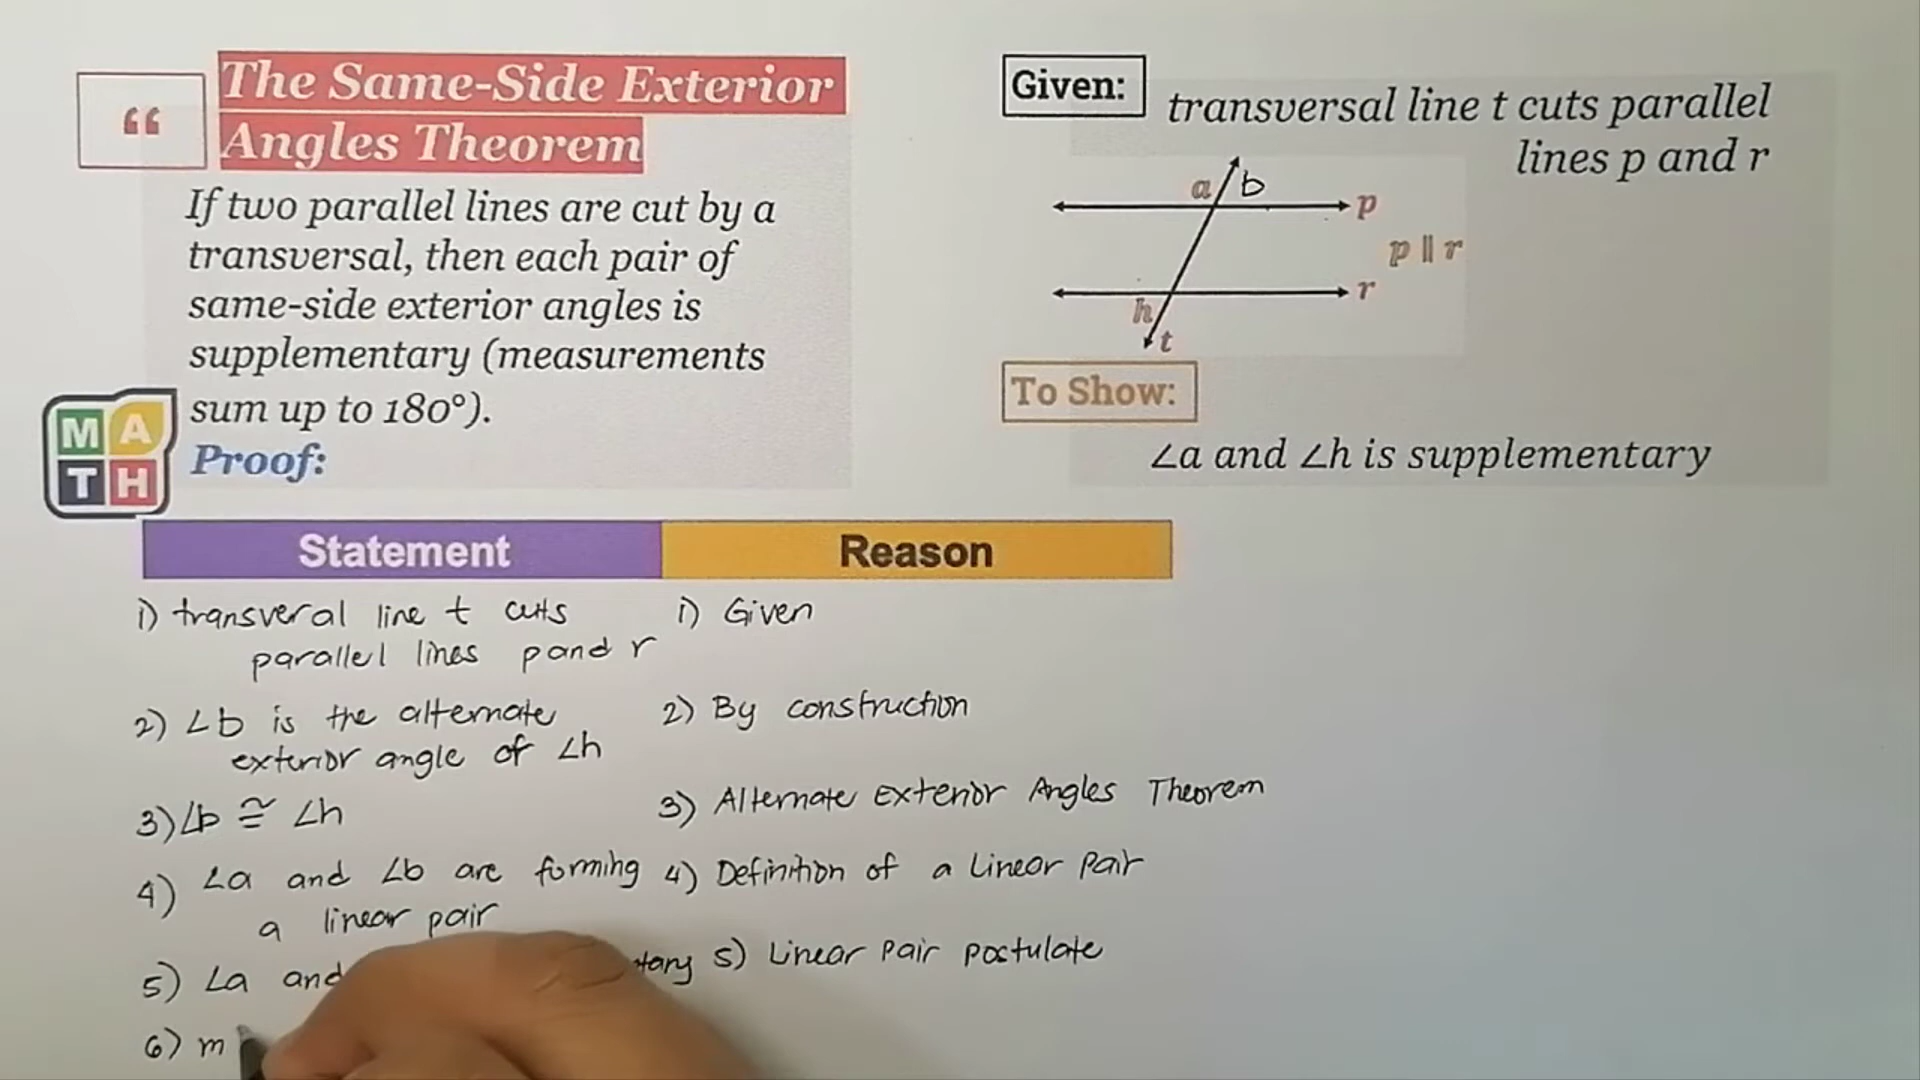 “
The Same-Side Exterior
Angles Theorem
If two parallel lines are cut by a
transversal, then each pair of
same-side exterior angles is
supplementary (measurements
sum up to 180°).
Proof:
M A
T H
Given:
transversal line t cuts parallel
lines p and r
a b
p
p ∥ r
r
h
t
To Show:
∠a and ∠h is supplementary
Statement Reason
1) transveral line t cuts 1) Given
parallel lines p and r
2) ∠b is the alternate 2) By construction
exterior angle of ∠h
3) ∠b ≅ ∠h 3) Alternate Exterior Angles Theorem
4) ∠a and ∠b are forming 4) Definition of a Linear Pair
a linear pair
5) ∠a and 5) Linear Pair postulate
6) m